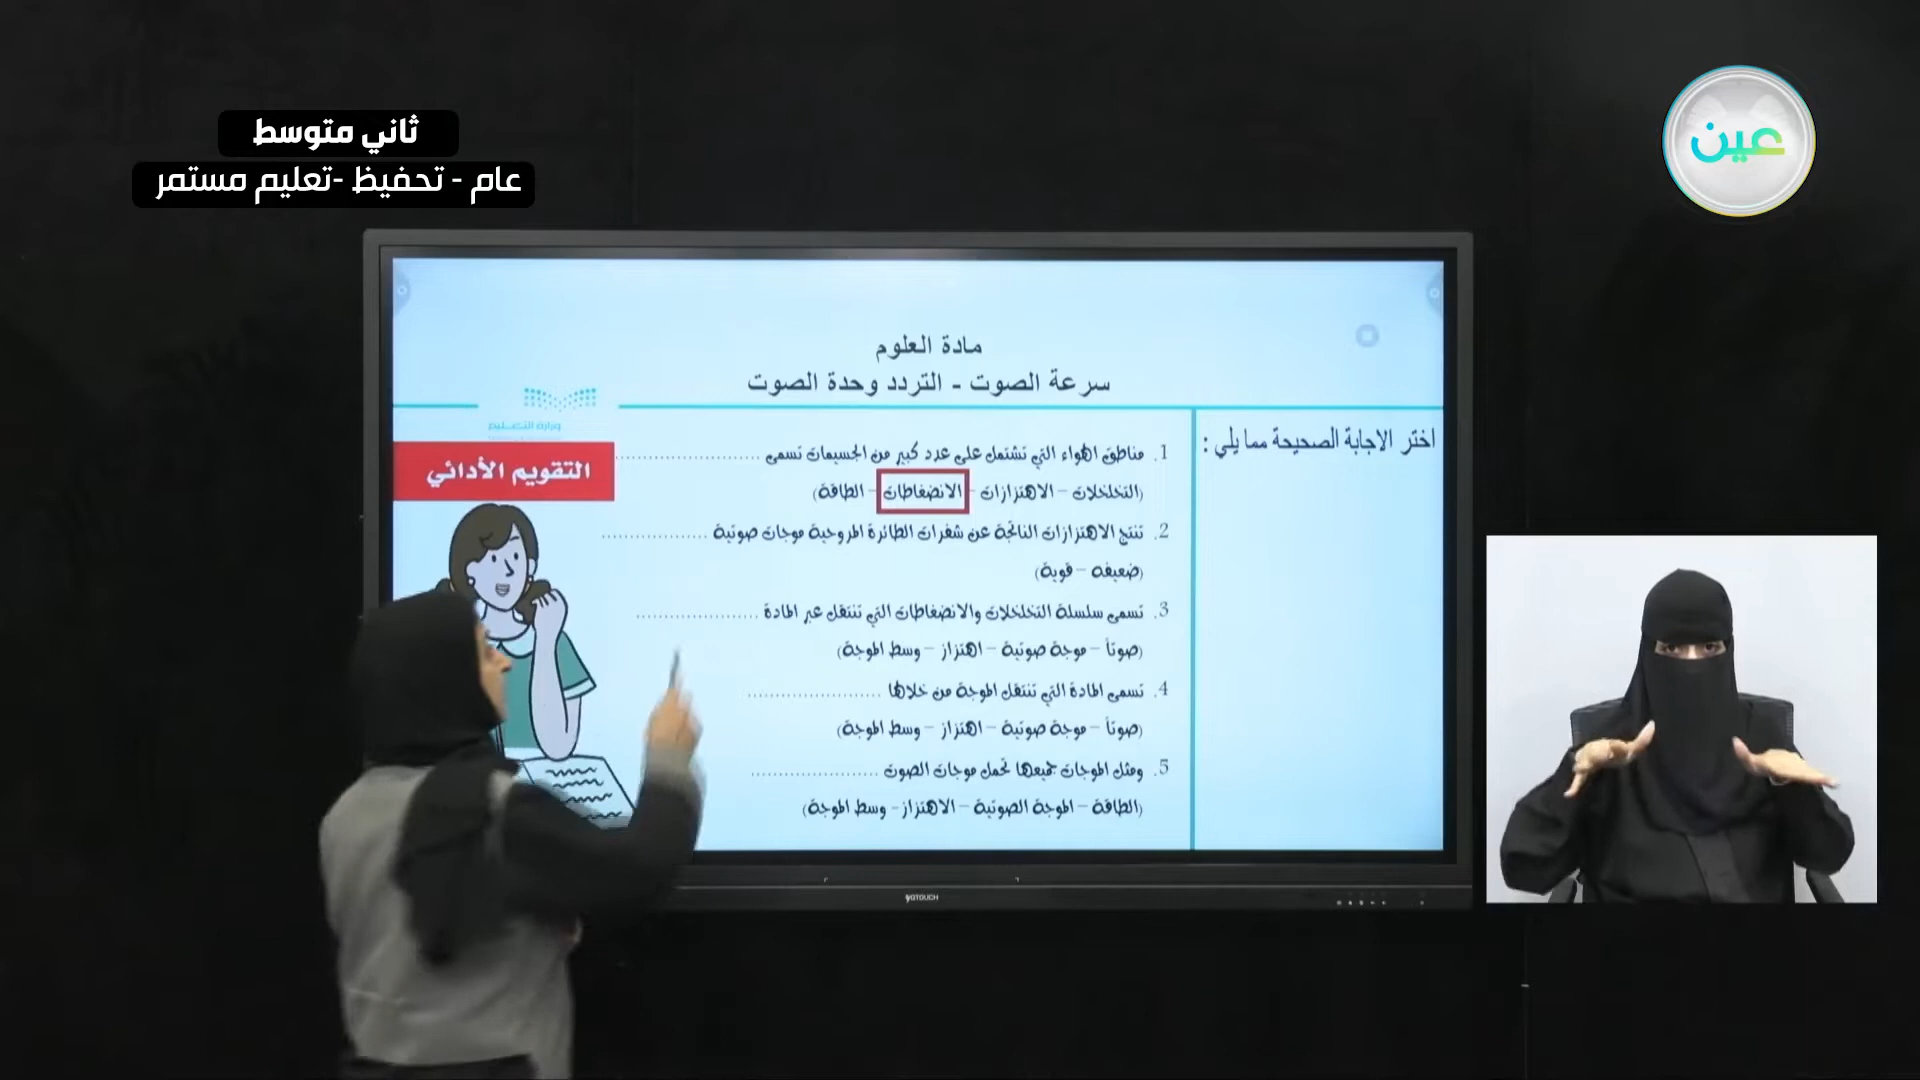 ثاني متوسط
عام - تحفيظ -تعليم مستمر
عين
مادة العلوم
سرعة الصوت - التردد وحدة الصوت
وزارة التعليم
التقويم الأدائي
اختر الاجابة الصحيحة مما يلي :
1. مناطق الهواء التي تشتمل على عدد كبير من الجسيمات تسمى ......................
(التخلخلات – الاهتزازات – الانضغاطات – الطاقة)
2. تنتج الاهتزازات الناتجة عن شفرات الطائرة المروحية موجات صوتية ................
(ضعيفه – قوية)
3. تسمى سلسلة التخلخلات والانضغاطات التي تنتقل عبر المادة ..................
(صوتاً – موجة صوتية – اهتزاز – وسط الموجة)
4. تسمى المادة التي تنتقل الموجة من خلالها ....................
(صوتاً – موجة صوتية – اهتزاز – وسط الموجة)
5. ومثل الموجات جميعها تحمل موجات الصوت ...................
(الطاقة – الموجة الصوتية – الاهتزاز- وسط الموجة)
QTOUCH